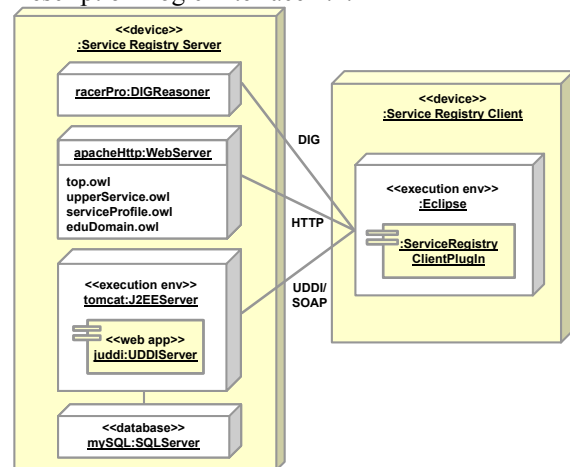 <<device>>
:Service Registry Server
racerPro:DIGReasoner
apacheHttp:WebServer
top.owl
upperService.owl
serviceProfile.owl
eduDomain.owl
<<execution env>>
tomcat:J2EEServer
<<web app>>
juddi:UDDIServer
<<database>>
mySQL:SQLServer
DIG
HTTP
UDDI/
SOAP
<<device>>
:Service Registry Client
<<execution env>>
:Eclipse
:ServiceRegistry
ClientPlugIn